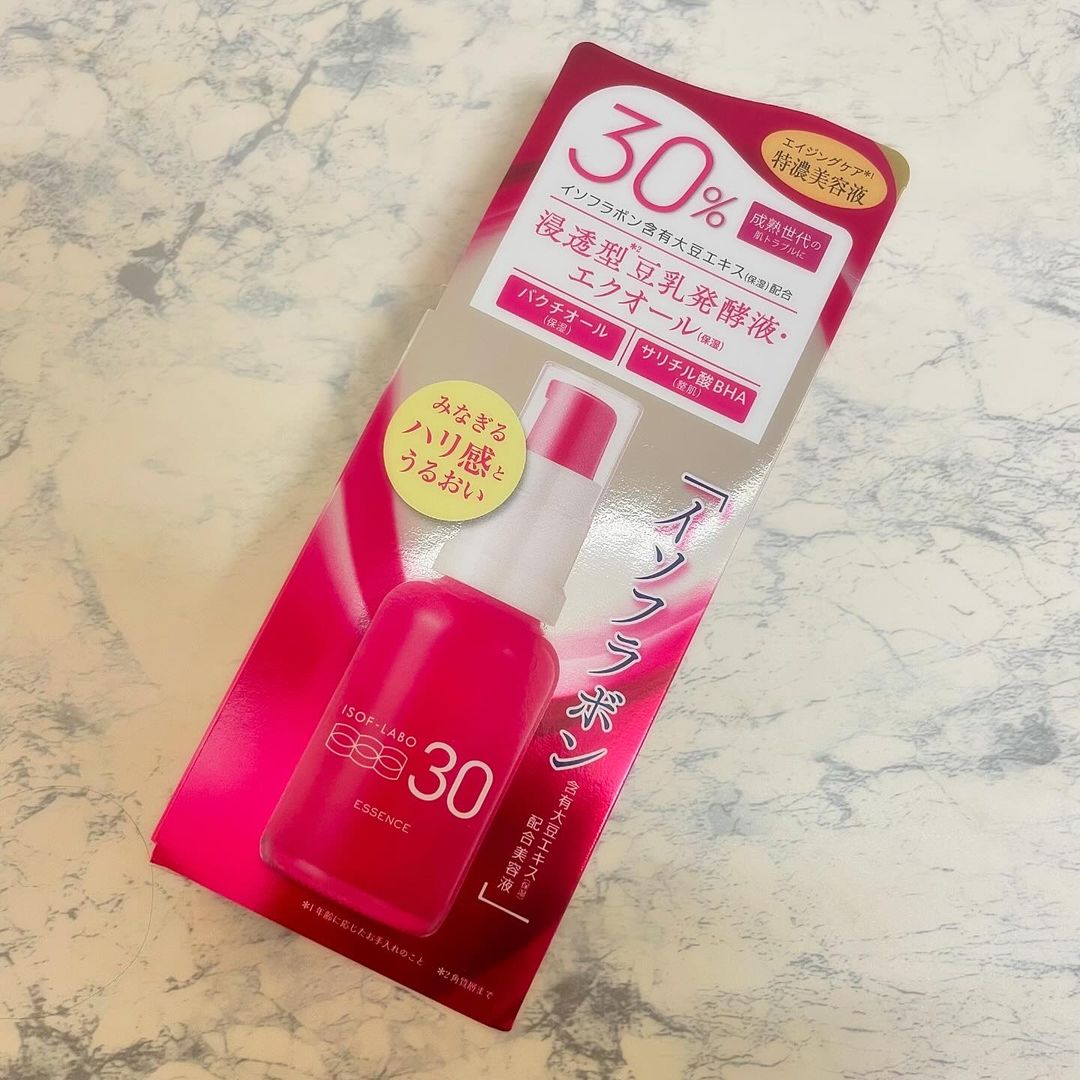 30%
エイジングケア*1
特濃美容液
成熟世代の
肌トラブルに
イソフラボン含有大豆エキス(保湿)配合
浸透型*2豆乳発酵液・
エクオール(保湿)
バクチオール
(保湿)
サリチル酸BHA
(整肌)
みなぎる
ハリ感と
うるおい
「イソフラボン
含有大豆エキス(保湿)
配合美容液」
ISOF-LABO
30
ESSENCE
*1 年齢に応じたお手入れのこと *2 角質層まで